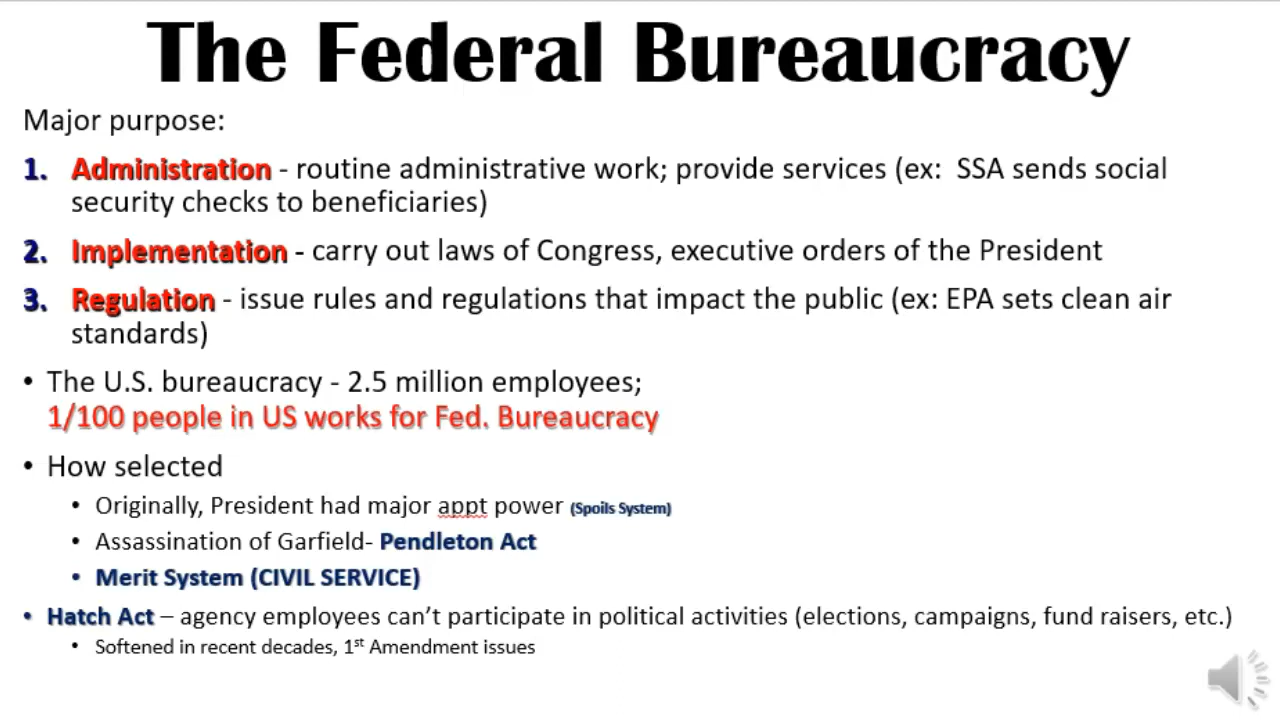 The Federal Bureaucracy
Major purpose:
1. Administration - routine administrative work; provide services (ex:  SSA sends social
security checks to beneficiaries)
2. Implementation - carry out laws of Congress, executive orders of the President
3. Regulation - issue rules and regulations that impact the public (ex: EPA sets clean air
standards)
• The U.S. bureaucracy - 2.5 million employees;
1/100 people in US works for Fed. Bureaucracy
• How selected
• Originally, President had major appt power (Spoils System)
• Assassination of Garfield- Pendleton Act
• Merit System (CIVIL SERVICE)
• Hatch Act – agency employees can’t participate in political activities (elections, campaigns, fund raisers, etc.)
• Softened in recent decades, 1st Amendment issues